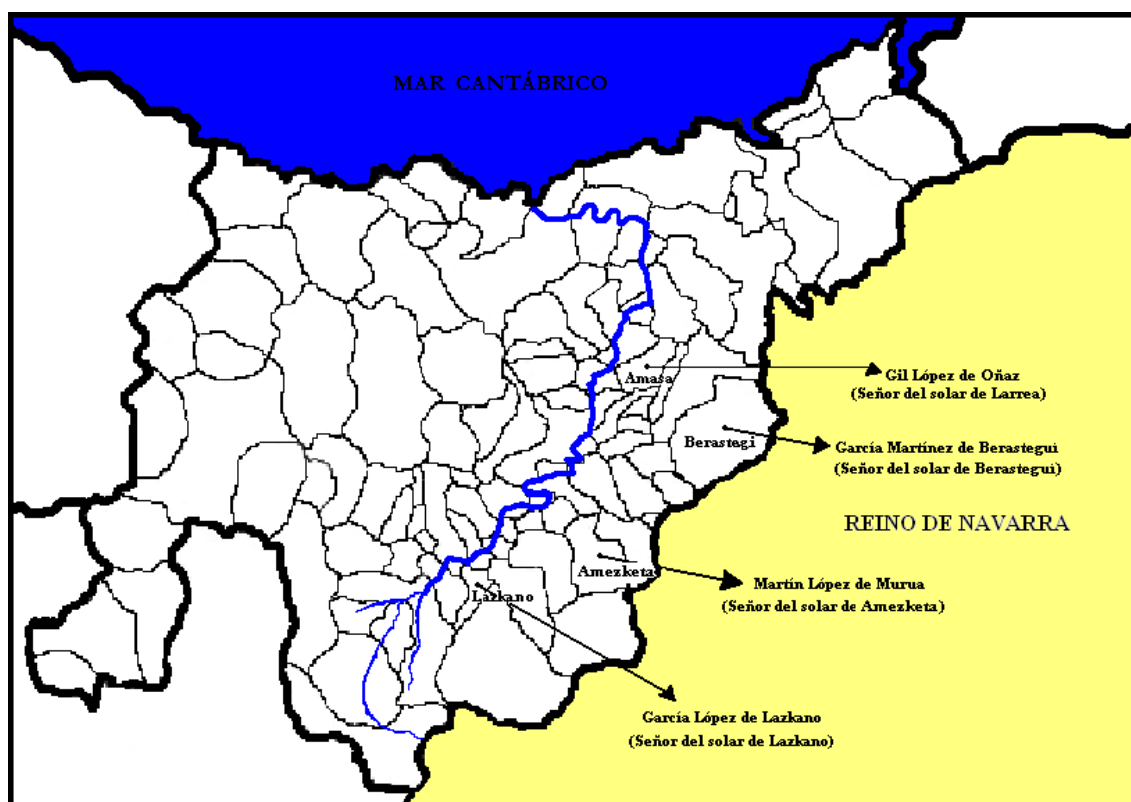 MAR CANTÁBRICO
Amasa
Gil López de Oñaz
(Señor del solar de Larrea)
Berastegi
García Martínez de Berastegui
(Señor del solar de Berastegui)
REINO DE NAVARRA
Amezketa
Martín López de Murua
(Señor del solar de Amezketa)
Lazkano
García López de Lazkano
(Señor del solar de Lazkano)